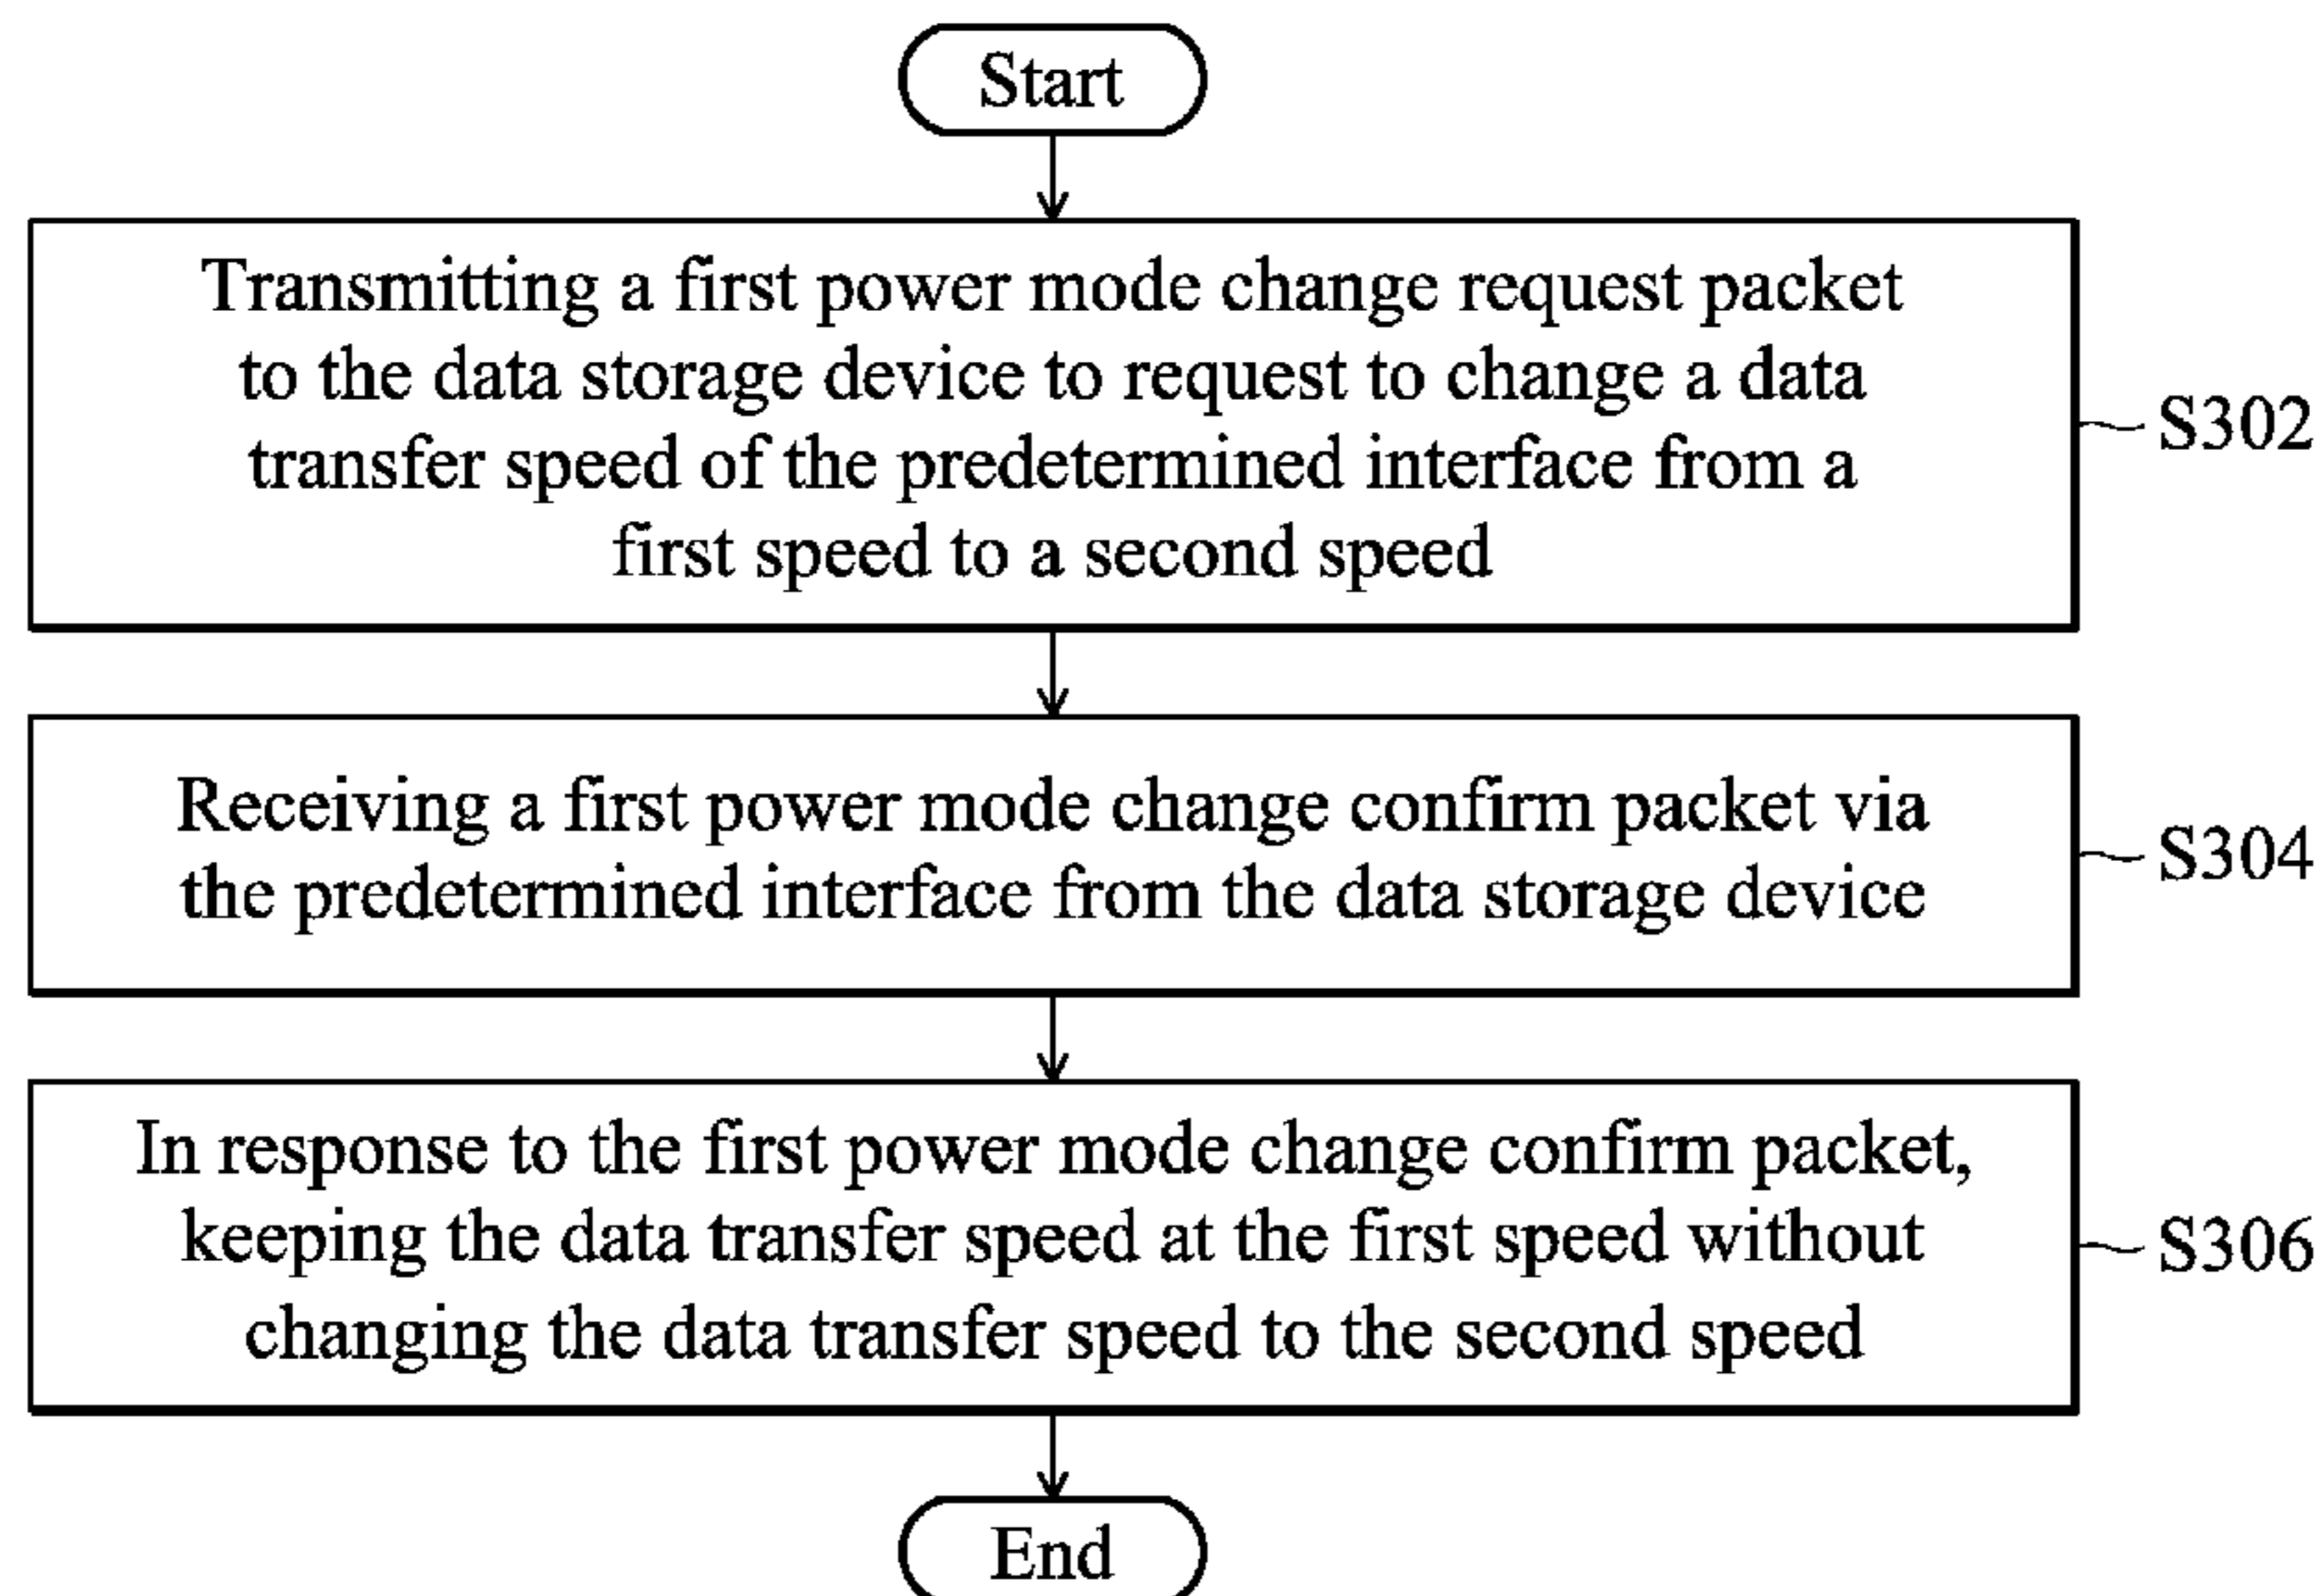 Start
Transmitting a first power mode change request packet
to the data storage device to request to change a data
transfer speed of the predetermined interface from a
first speed to a second speed
S302
Receiving a first power mode change confirm packet via
the predetermined interface from the data storage device
S304
In response to the first power mode change confirm packet,
keeping the data transfer speed at the first speed without
changing the data transfer speed to the second speed
S306
End